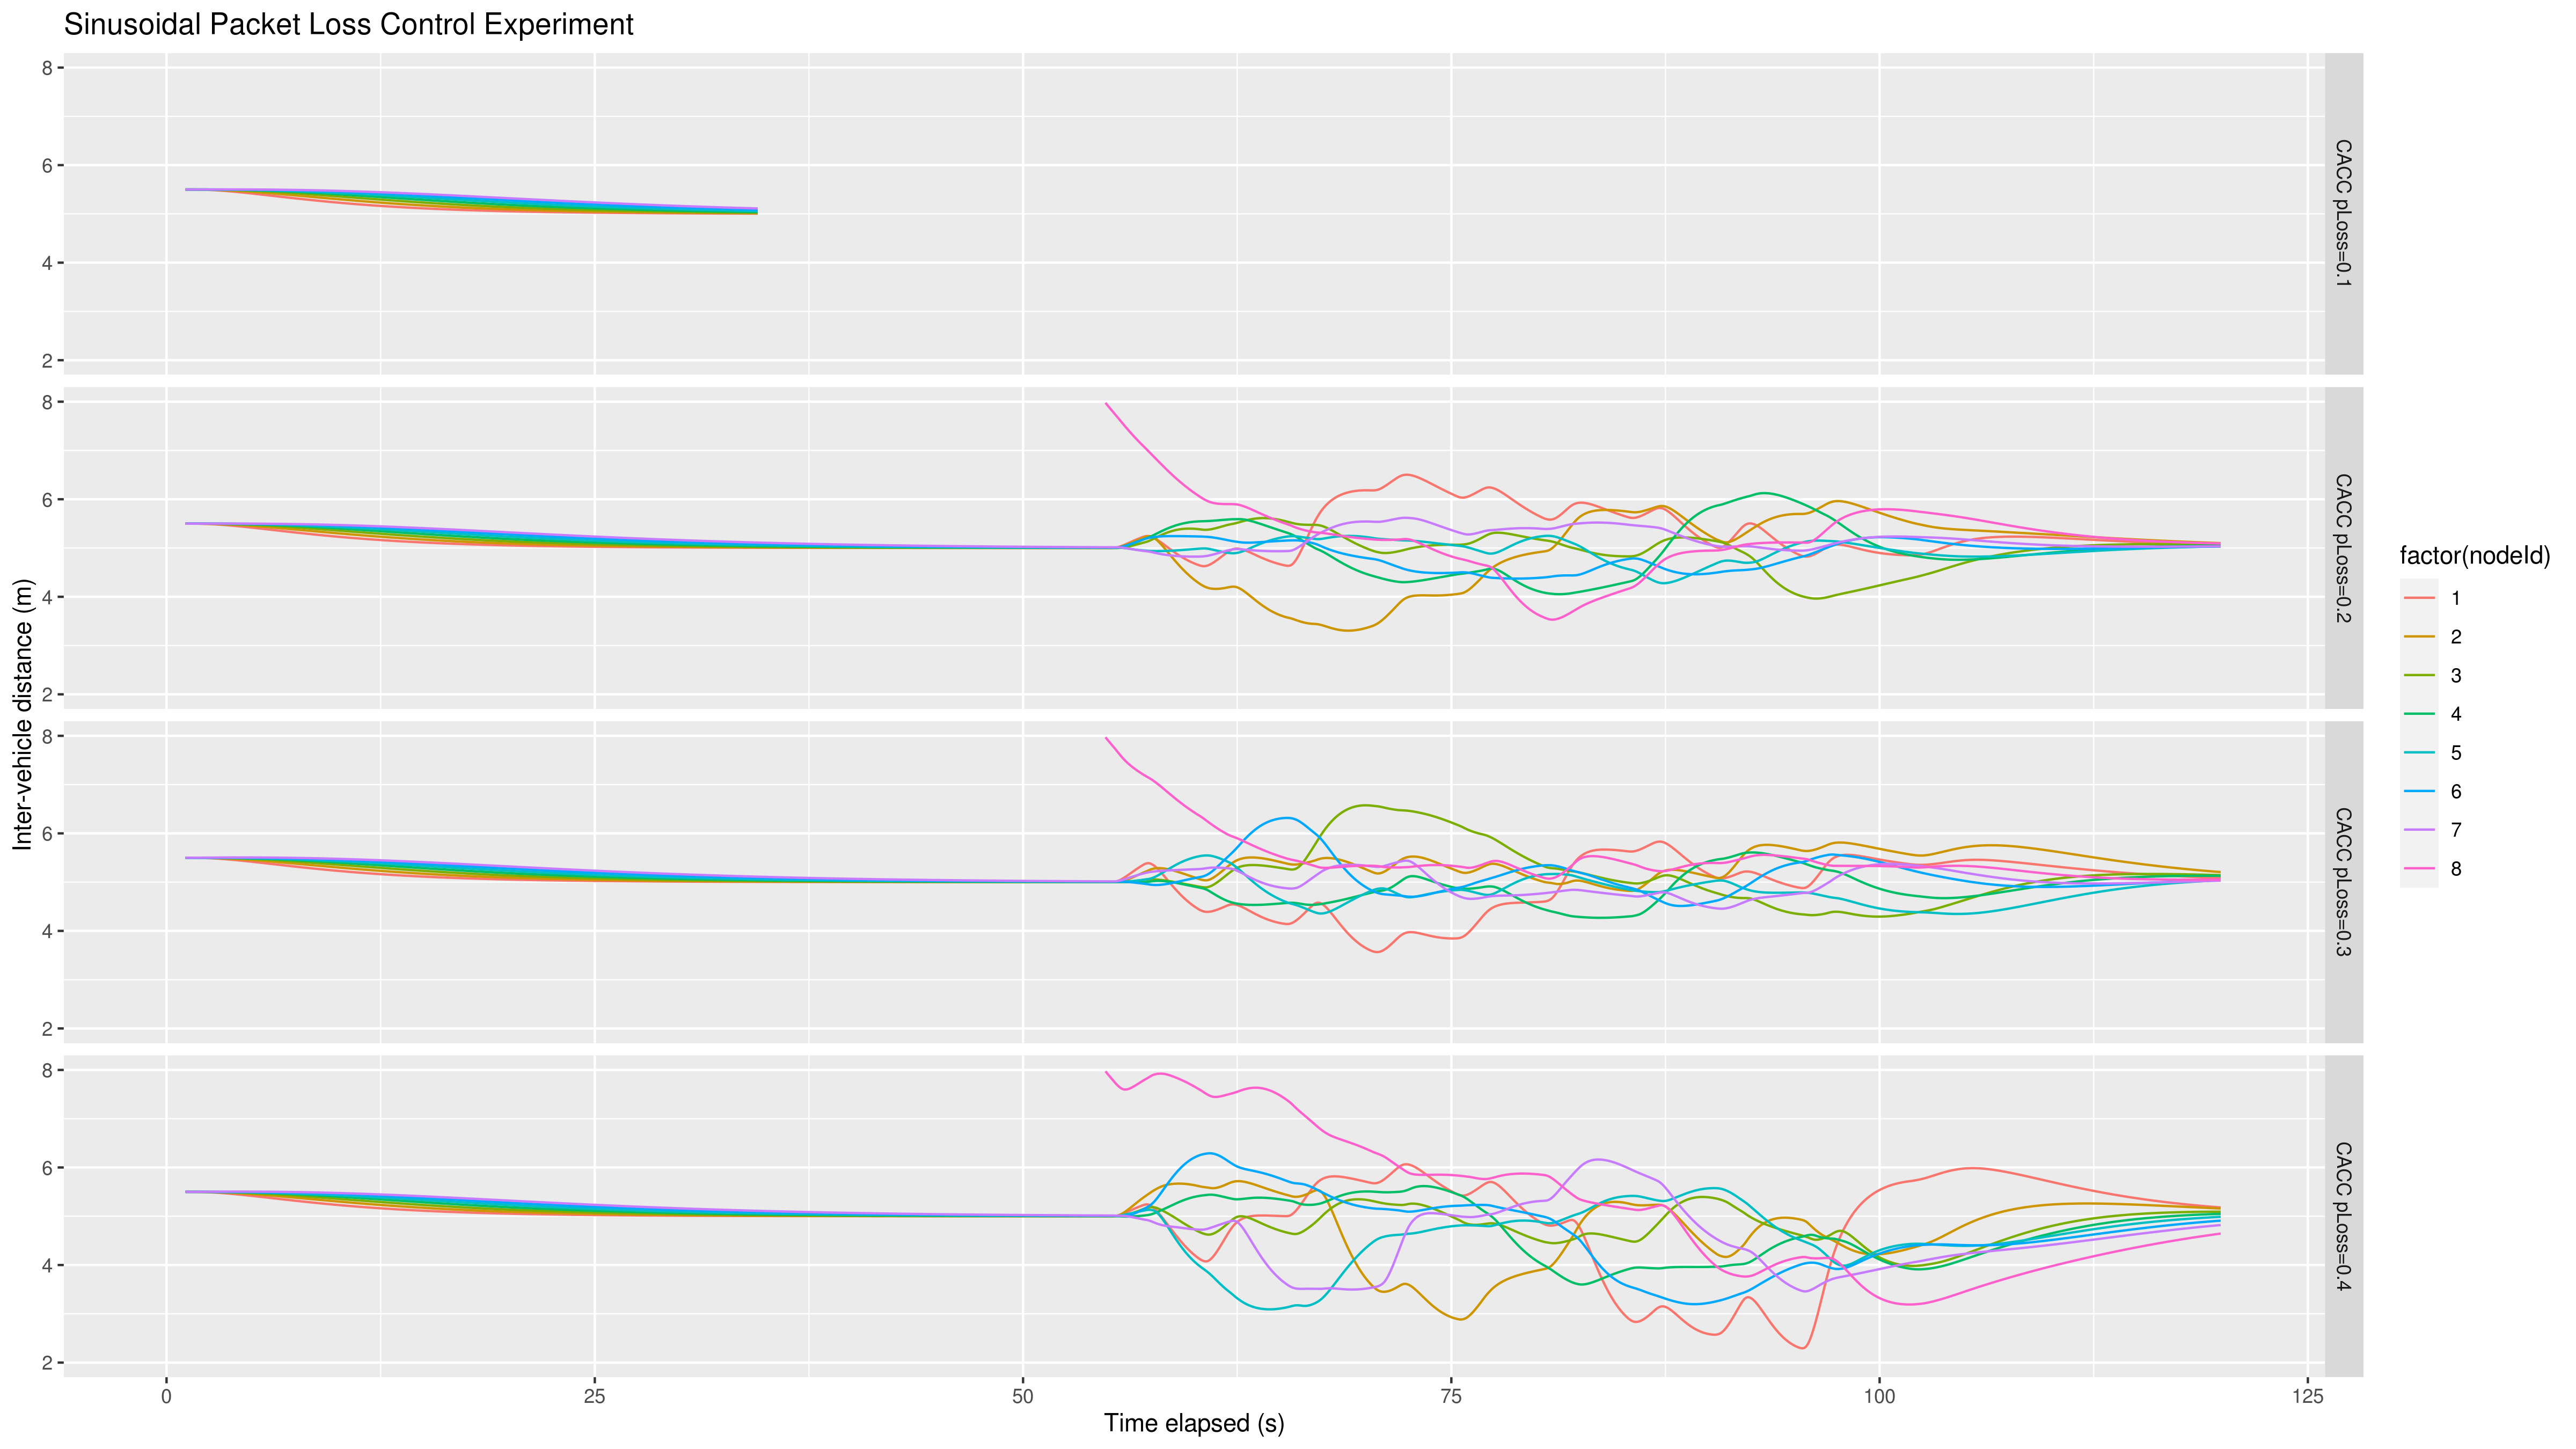 Sinusoidal Packet Loss Control Experiment
Inter-vehicle distance (m)
8
6
4
2
CACC pLoss=0.1
8
6
4
2
CACC pLoss=0.2
8
6
4
2
CACC pLoss=0.3
8
6
4
2
CACC pLoss=0.4
0 25 50 75 100 125
Time elapsed (s)
factor(nodeId)
1
2
3
4
5
6
7
8